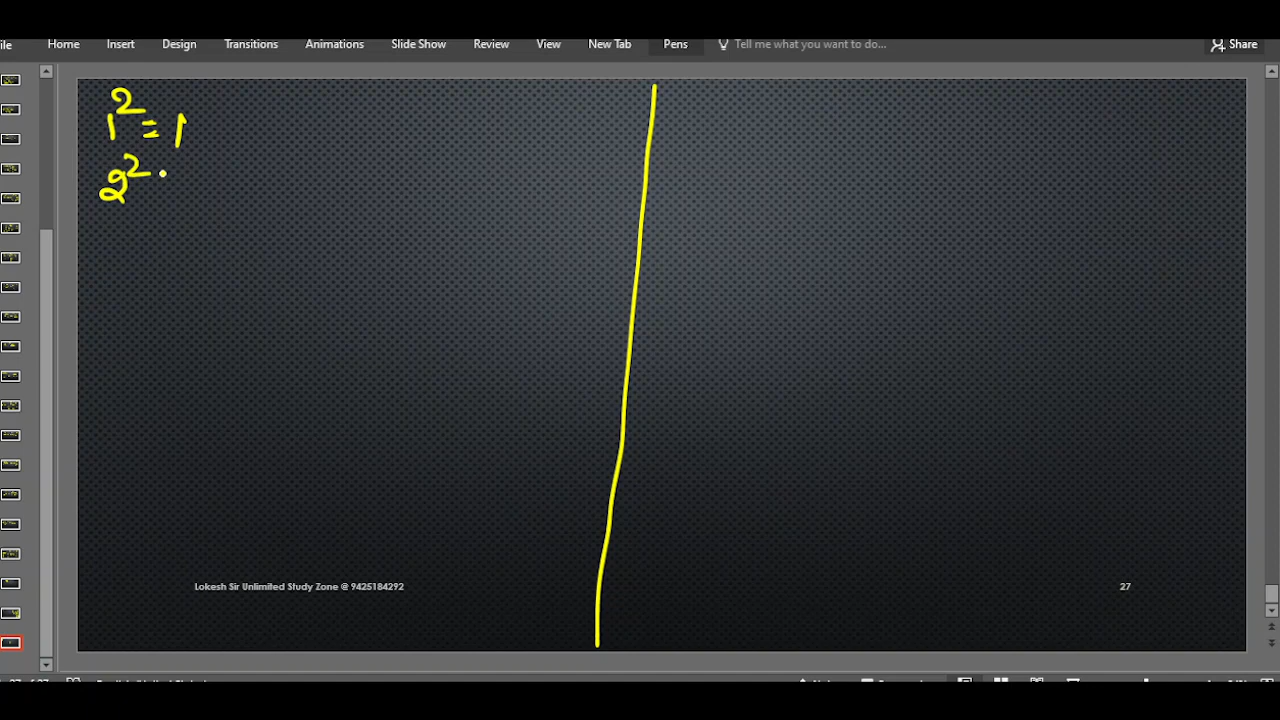 File Home Insert Design Transitions Animations Slide Show Review View New Tab Pens Tell me what you want to do... Share
1² = 1
2²
Lokesh Sir Unlimited Study Zone @ 9425184292
27